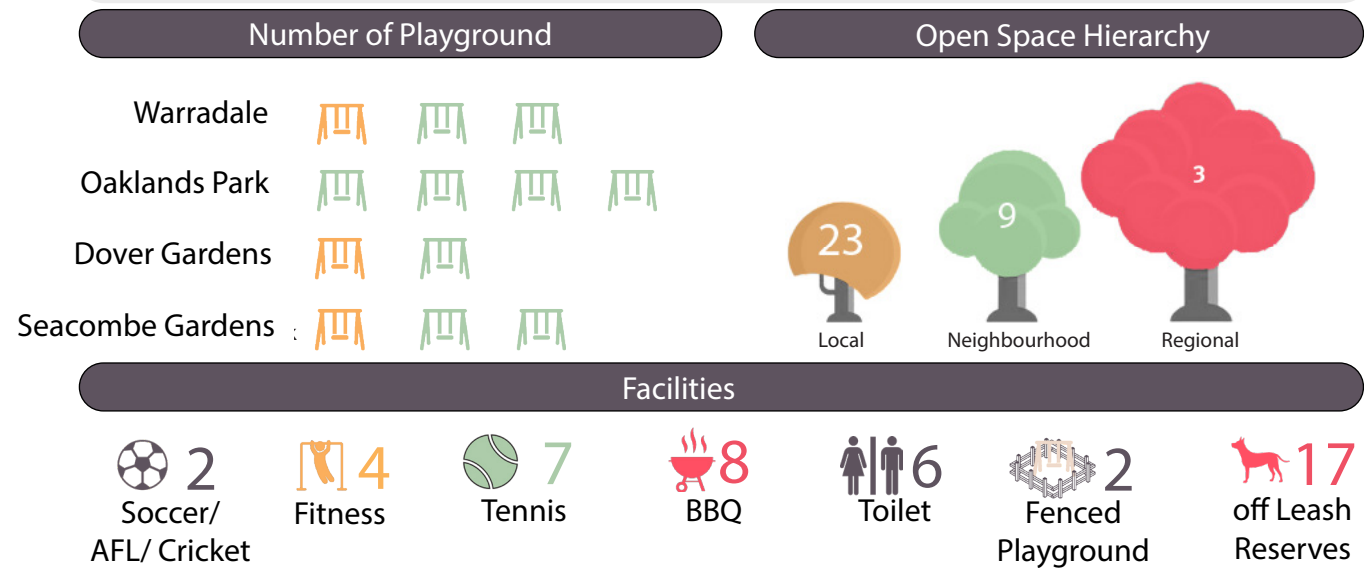 Number of Playground
Open Space Hierarchy
Warradale
Oaklands Park
Dover Gardens
Seacombe Gardens
23
9
3
Local
Neighbourhood
Regional
Facilities
2
Soccer/
AFL/ Cricket
4
Fitness
7
Tennis
8
BBQ
6
Toilet
2
Fenced
Playground
17
off Leash
Reserves